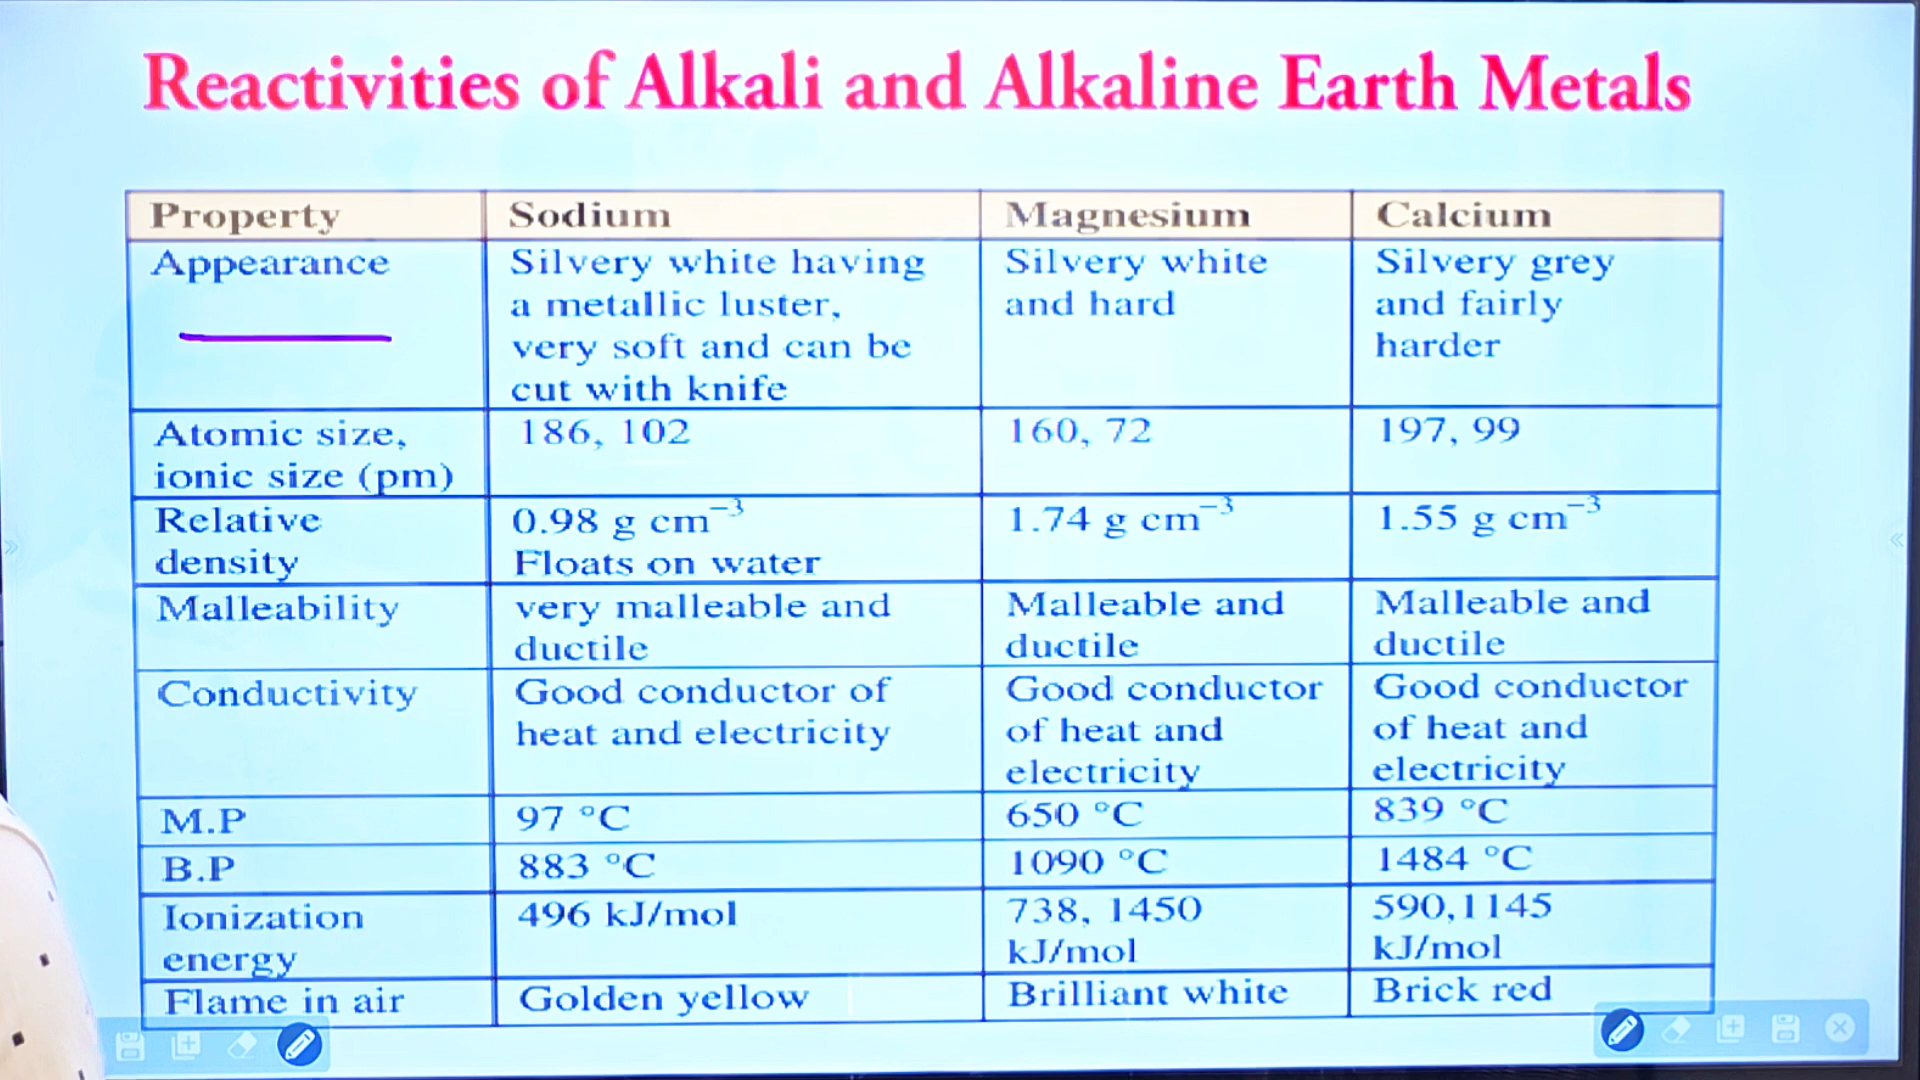 Reactivities of Alkali and Alkaline Earth Metals
Property Sodium Magnesium Calcium
Appearance
Silvery white having
a metallic luster,
very soft and can be
cut with knife
Silvery white
and hard
Silvery grey
and fairly
harder
Atomic size,
ionic size (pm)
186, 102
160, 72
197, 99
Relative
density
0.98 g cm⁻³
Floats on water
1.74 g cm⁻³
1.55 g cm⁻³
Malleability
very malleable and
ductile
Malleable and
ductile
Malleable and
ductile
Conductivity
Good conductor of
heat and electricity
Good conductor
of heat and
electricity
Good conductor
of heat and
electricity
M.P 97 °C 650 °C 839 °C
B.P 883 °C 1090 °C 1484 °C
Ionization
energy
496 kJ/mol
738, 1450
kJ/mol
590,1145
kJ/mol
Flame in air Golden yellow Brilliant white Brick red